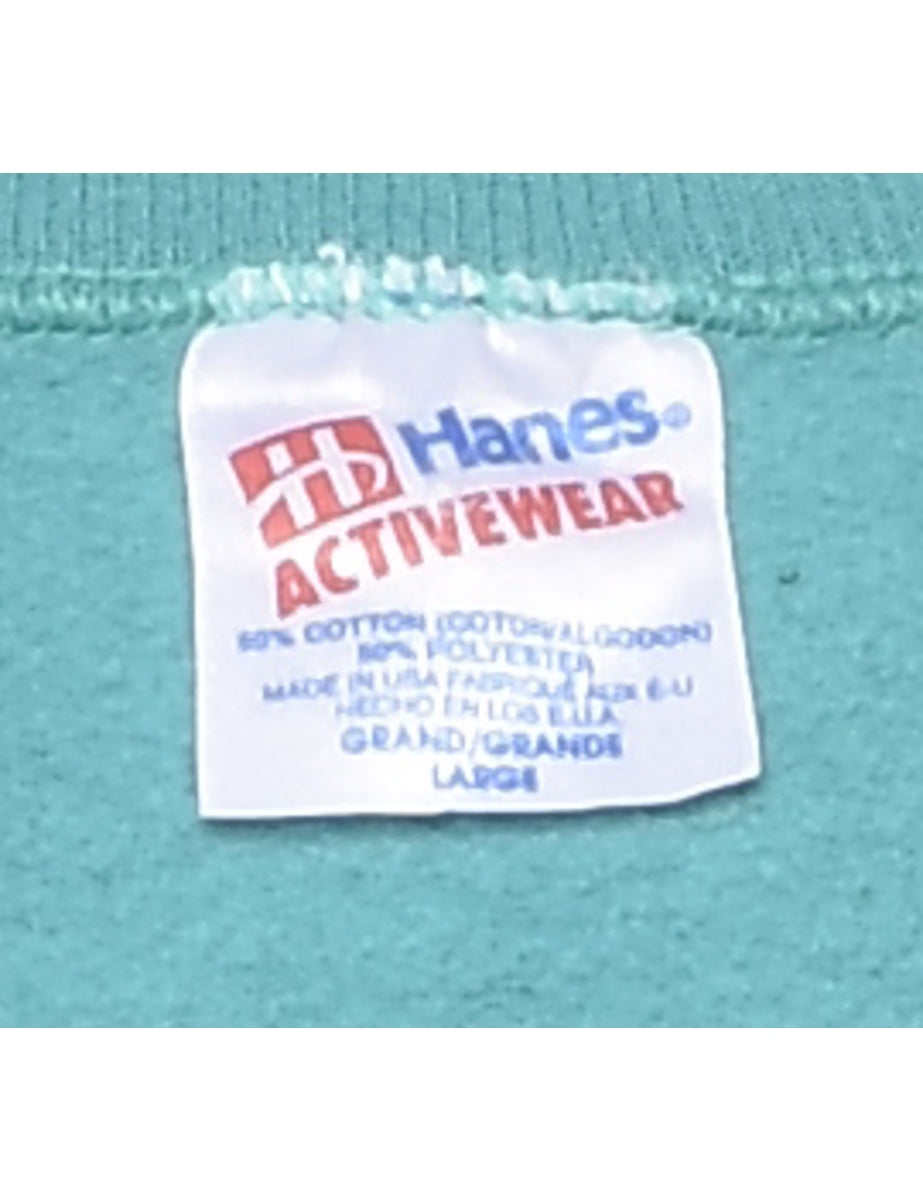 Hanes®
ACTIVEWEAR
50% COTTON (COTON/ALGODON)
50% POLYESTER
MADE IN USA FABRIQUÉ AUX É-U
HECHO EN LOS E.U.A.
GRAND/GRANDE
LARGE